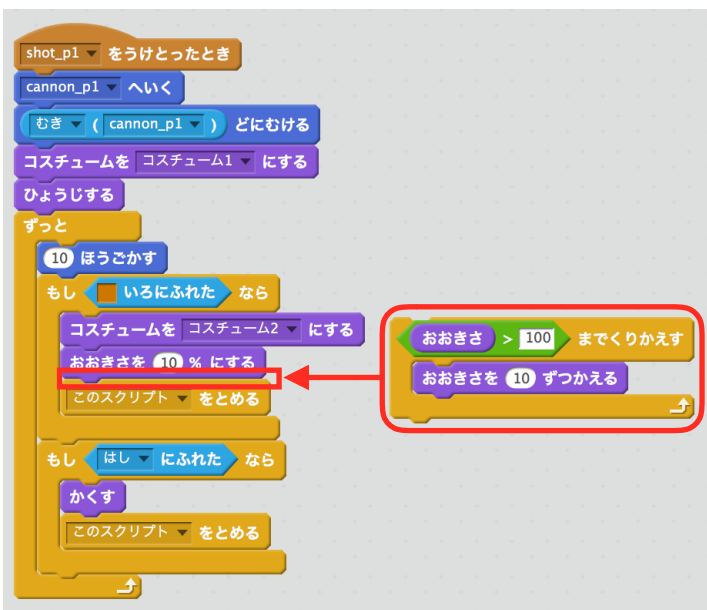 shot_p1 をうけとったとき
cannon_p1 へいく
むき ( cannon_p1 ) どにむける
コスチュームを コスチューム1 にする
ひょうじする
ずっと
10 ほうごかす
もし いろにふれた なら
コスチュームを コスチューム2 にする
おおきさを 10 % にする
このスクリプト をとめる
もし はし にふれた なら
かくす
このスクリプト をとめる
おおきさ > 100 までくりかえす
おおきさを 10 ずつかえる